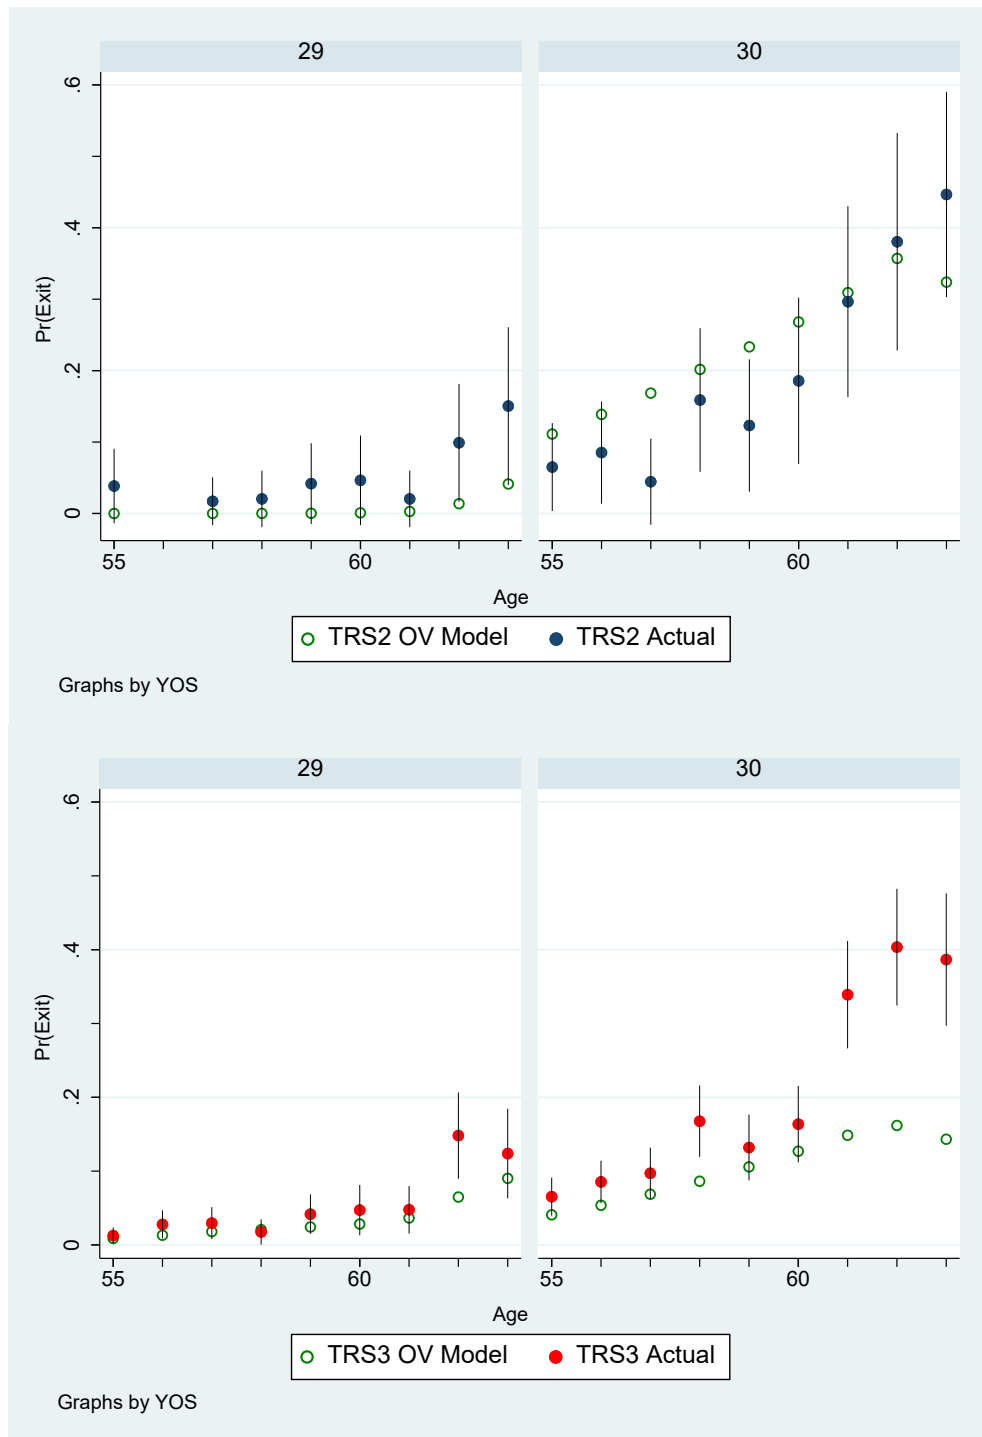 29 30
.6
.4
.2
0
Pr(Exit)
55 60 55 60
Age
TRS2 OV Model TRS2 Actual
Graphs by YOS
29 30
.6
.4
.2
0
Pr(Exit)
55 60 55 60
Age
TRS3 OV Model TRS3 Actual
Graphs by YOS